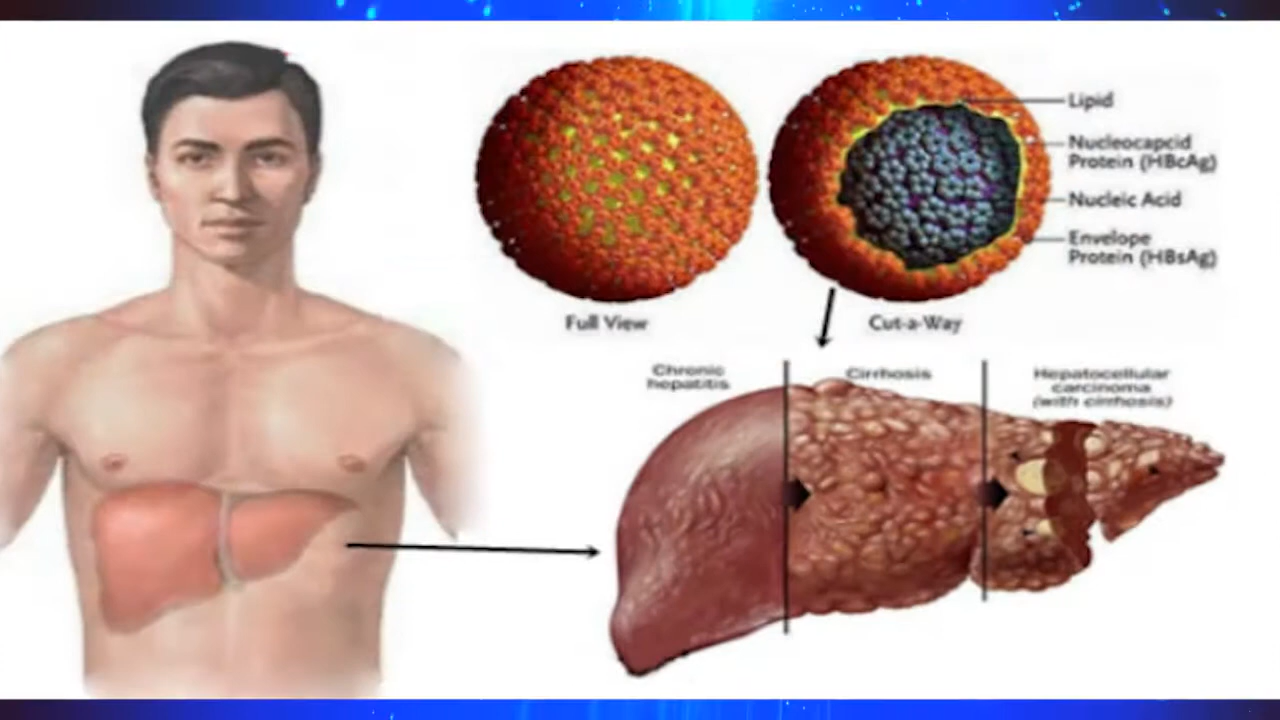 Lipid
Nucleocapcid
Protein (HBcAg)
Nucleic Acid
Envelope
Protein (HBsAg)
Full View
Cut-a-Way
Chronic
hepatitis
Cirrhosis
Hepatocellular
carcinoma
(with cirrhosis)